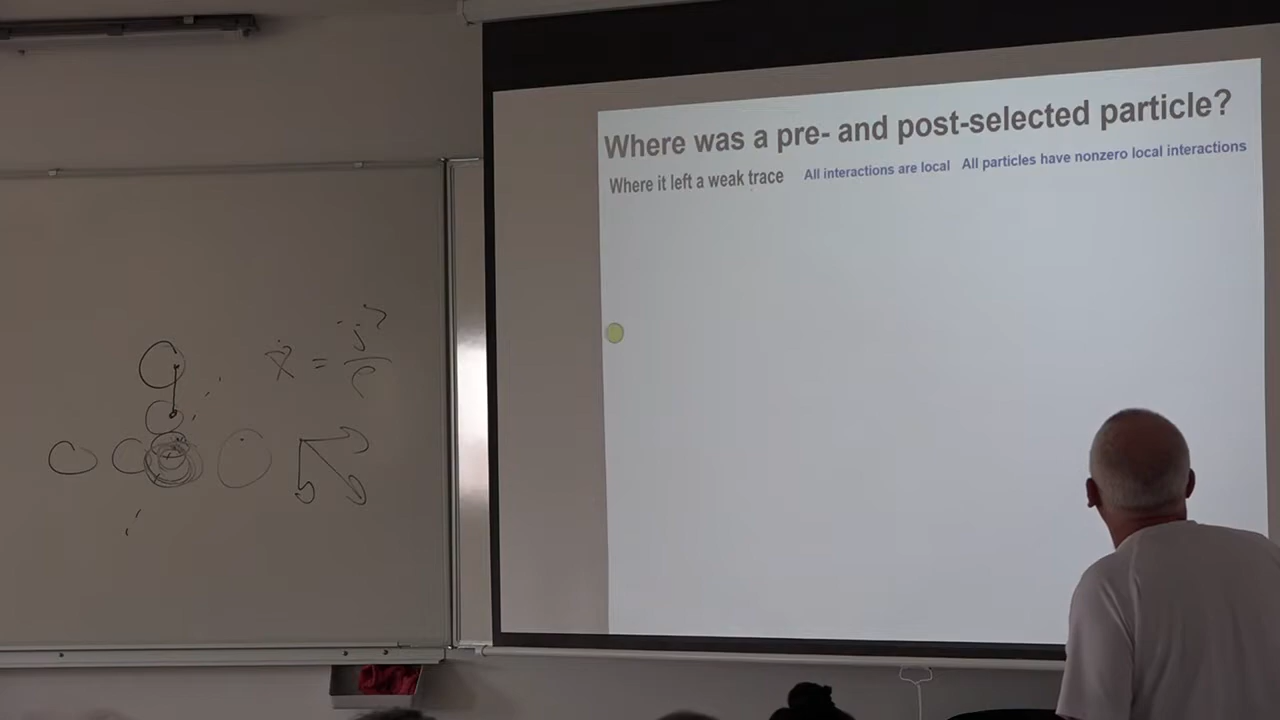 Where was a pre- and post-selected particle?
Where it left a weak trace All interactions are local All particles have nonzero local interactions
ẋ = j / ρ